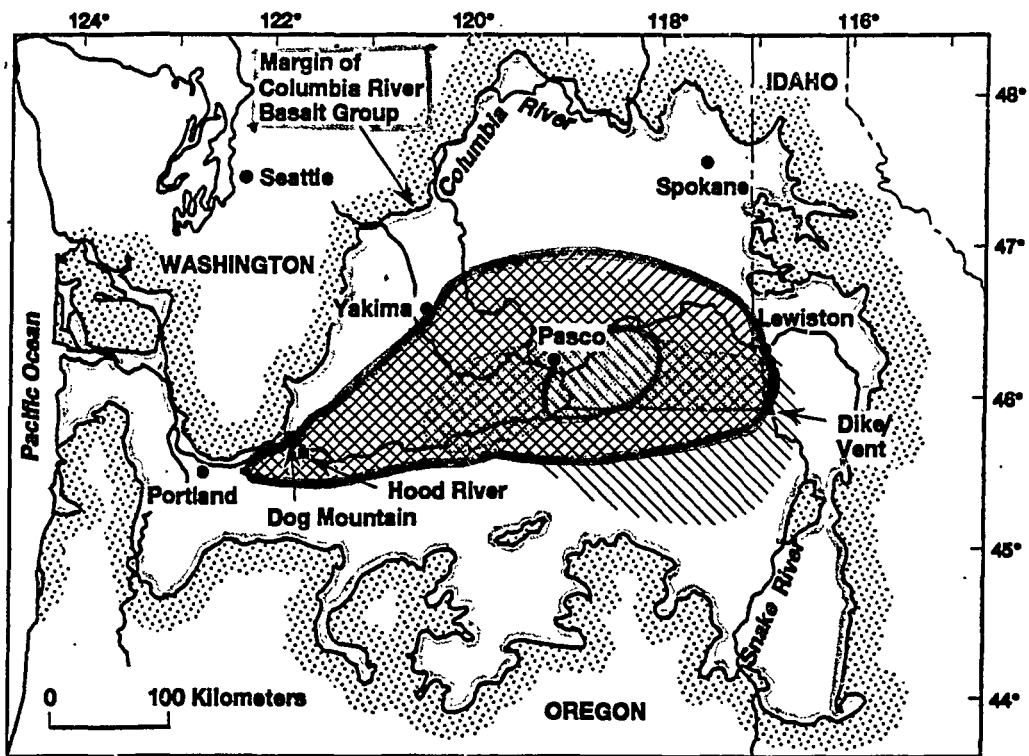 124°
122°
120°
118°
116°
Margin of
Columbia River
Basalt Group
IDAHO
48°
Columbia River
Seattle
Spokane
47°
WASHINGTON
Yakima
Lewiston
Pasco
Pacific Ocean
46°
Dike/
Vent
Portland
Hood River
Dog Mountain
45°
Snake River
0 100 Kilometers
OREGON
44°